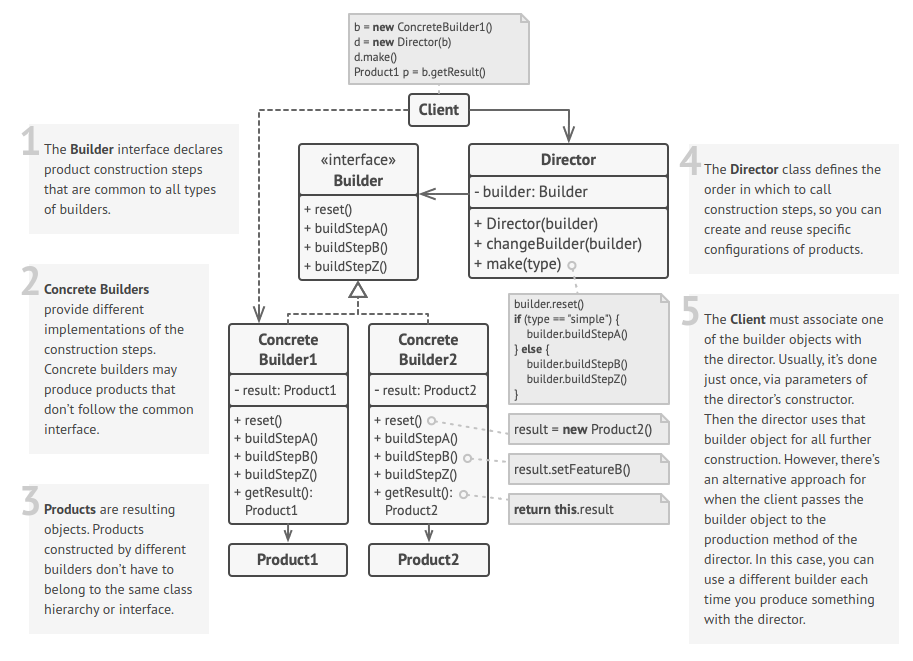 b = new ConcreteBuilder1()
d = new Director(b)
d.make()
Product1 p = b.getResult()
Client
1
The Builder interface declares
product construction steps
that are common to all types
of builders.
2
Concrete Builders
provide different
implementations of the
construction steps.
Concrete builders may
produce products that
don't follow the common
interface.
3
Products are resulting
objects. Products
constructed by different
builders don't have to
belong to the same class
hierarchy or interface.
«interface»
Builder
+ reset()
+ buildStepA()
+ buildStepB()
+ buildStepZ()
Director
- builder: Builder
+ Director(builder)
+ changeBuilder(builder)
+ make(type)
builder.reset()
if (type == "simple") {
builder.buildStepA()
} else {
builder.buildStepB()
builder.buildStepZ()
}
Concrete
Builder1
- result: Product1
+ reset()
+ buildStepA()
+ buildStepB()
+ buildStepZ()
+ getResult():
Product1
Product1
Concrete
Builder2
- result: Product2
+ reset()
+ buildStepA()
+ buildStepB()
+ buildStepZ()
+ getResult():
Product2
Product2
result = new Product2()
result.setFeatureB()
return this.result
4
The Director class defines the
order in which to call
construction steps, so you can
create and reuse specific
configurations of products.
5
The Client must associate one
of the builder objects with
the director. Usually, it's done
just once, via parameters of
the director's constructor.
Then the director uses that
builder object for all further
construction. However, there's
an alternative approach for
when the client passes the
builder object to the
production method of the
director. In this case, you can
use a different builder each
time you produce something
with the director.